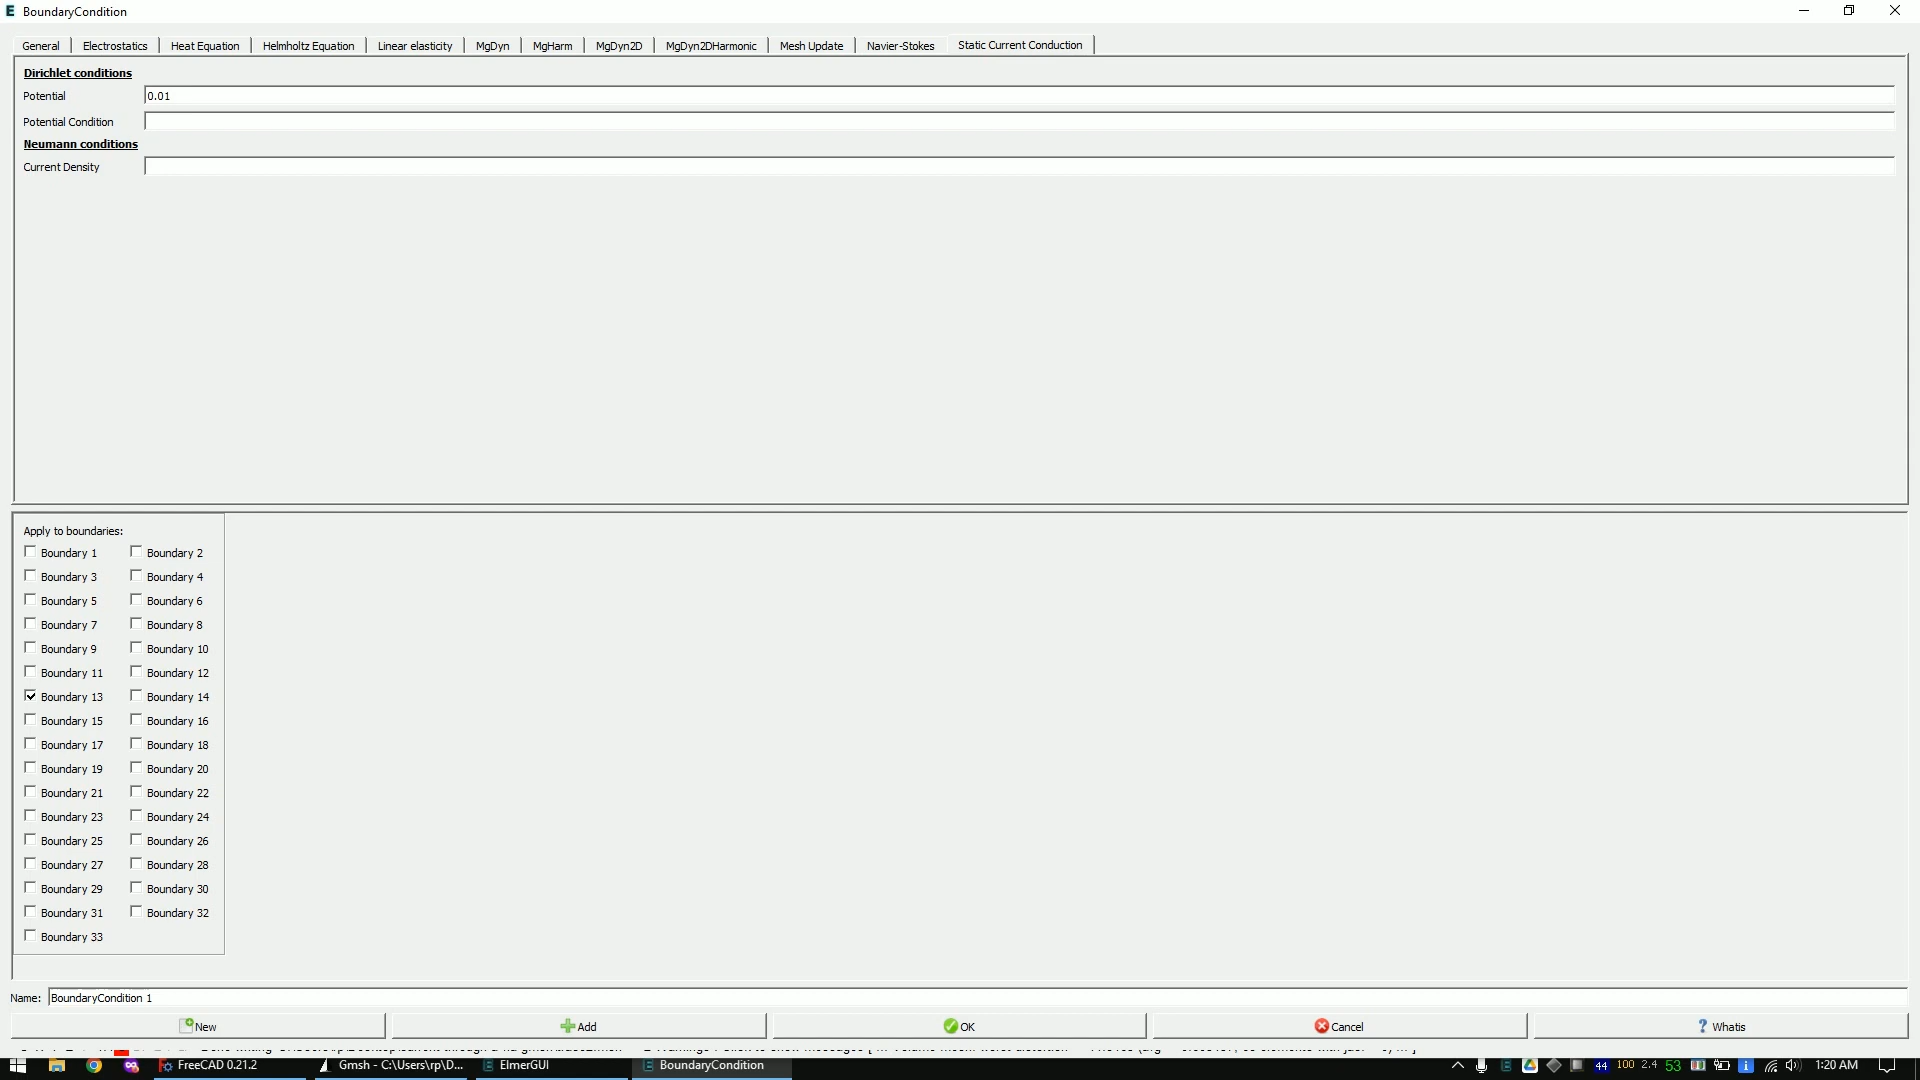 BoundaryCondition
General Electrostatics Heat Equation Helmholtz Equation Linear elasticity MgDyn MgHarm MgDyn2D MgDyn2DHarmonic Mesh Update Navier-Stokes Static Current Conduction
Dirichlet conditions
Potential 0.01
Potential Condition
Neumann conditions
Current Density
Apply to boundaries:
Boundary 1 Boundary 2
Boundary 3 Boundary 4
Boundary 5 Boundary 6
Boundary 7 Boundary 8
Boundary 9 Boundary 10
Boundary 11 Boundary 12
Boundary 13 Boundary 14
Boundary 15 Boundary 16
Boundary 17 Boundary 18
Boundary 19 Boundary 20
Boundary 21 Boundary 22
Boundary 23 Boundary 24
Boundary 25 Boundary 26
Boundary 27 Boundary 28
Boundary 29 Boundary 30
Boundary 31 Boundary 32
Boundary 33
Name: BoundaryCondition 1
New Add OK Cancel Whatis
FreeCAD 0.21.2 Gmsh - C:\Users\rp\D... ElmerGUI BoundaryCondition 44 100 2.4 53 1:20 AM